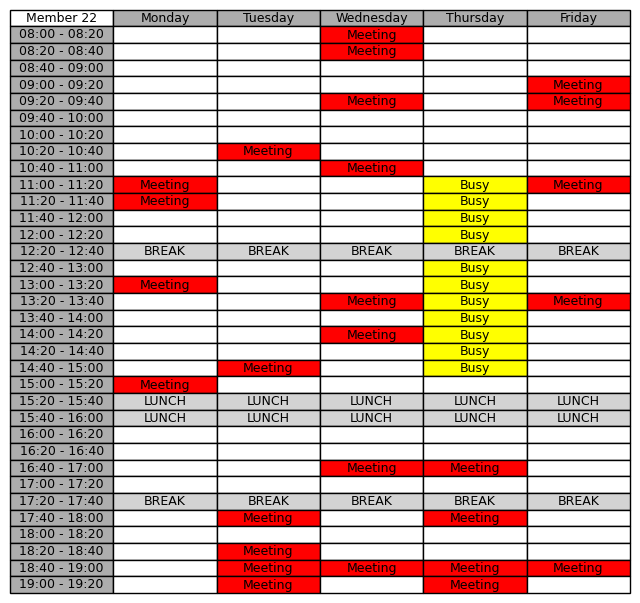 Member 22 Monday Tuesday Wednesday Thursday Friday
08:00 - 08:20 Meeting
08:20 - 08:40 Meeting
08:40 - 09:00
09:00 - 09:20 Meeting
09:20 - 09:40 Meeting Meeting
09:40 - 10:00
10:00 - 10:20
10:20 - 10:40 Meeting
10:40 - 11:00 Meeting
11:00 - 11:20 Meeting Busy Meeting
11:20 - 11:40 Meeting Busy
11:40 - 12:00 Busy
12:00 - 12:20 Busy
12:20 - 12:40 BREAK BREAK BREAK BREAK BREAK
12:40 - 13:00 Busy
13:00 - 13:20 Meeting Busy
13:20 - 13:40 Meeting Busy Meeting
13:40 - 14:00 Busy
14:00 - 14:20 Meeting Busy
14:20 - 14:40 Busy
14:40 - 15:00 Meeting Busy
15:00 - 15:20 Meeting
15:20 - 15:40 LUNCH LUNCH LUNCH LUNCH LUNCH
15:40 - 16:00 LUNCH LUNCH LUNCH LUNCH LUNCH
16:00 - 16:20
16:20 - 16:40
16:40 - 17:00 Meeting Meeting
17:00 - 17:20
17:20 - 17:40 BREAK BREAK BREAK BREAK BREAK
17:40 - 18:00 Meeting Meeting
18:00 - 18:20
18:20 - 18:40 Meeting
18:40 - 19:00 Meeting Meeting Meeting Meeting
19:00 - 19:20 Meeting Meeting